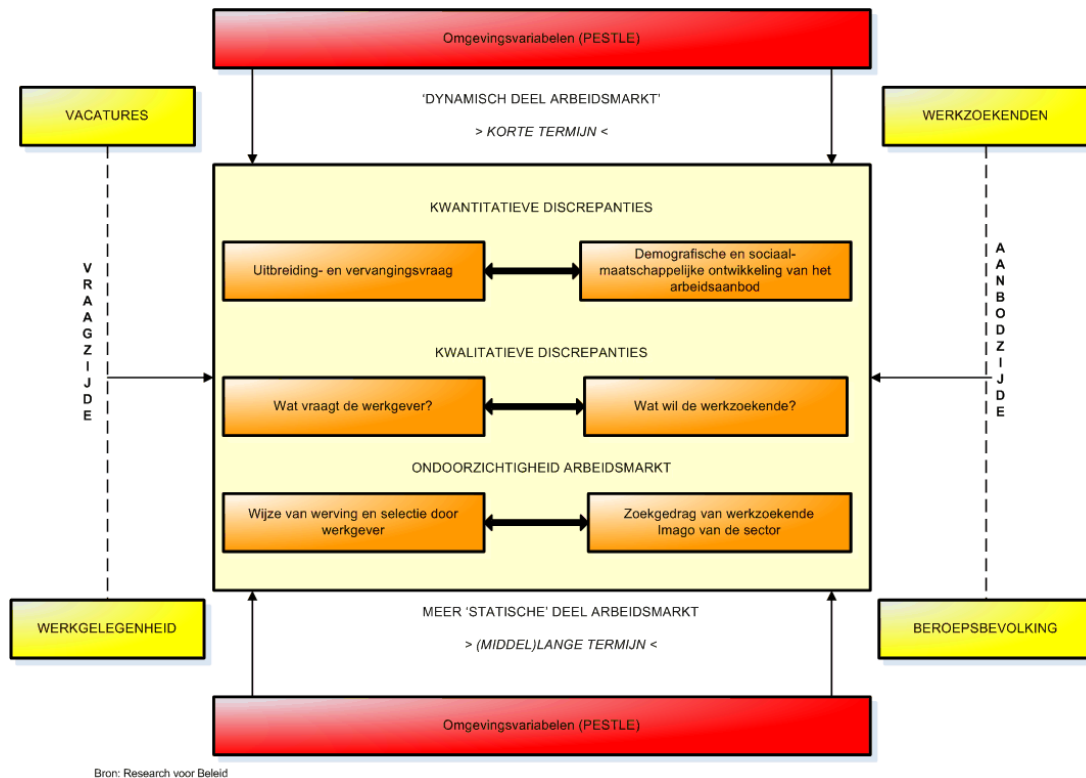 Omgevingsvariabelen (PESTLE)
'DYNAMISCH DEEL ARBEIDSMARKT'
> KORTE TERMIJN <
VACATURES
WERKZOEKENDEN
KWANTITATIEVE DISCREPANTIES
Uitbreiding- en vervangingsvraag
Demografische en sociaal-
maatschappelijke ontwikkeling van het
arbeidsaanbod
VRAAGZIJDE
AANBODZIJDE
KWALITATIEVE DISCREPANTIES
Wat vraagt de werkgever?
Wat wil de werkzoekende?
ONDOORZICHTIGHEID ARBEIDSMARKT
Wijze van werving en selectie door
werkgever
Zoekgedrag van werkzoekende
Imago van de sector
WERKGELEGENHEID
BEROEPSBEVOLKING
MEER 'STATISCHE' DEEL ARBEIDSMARKT
> (MIDDEL)LANGE TERMIJN <
Omgevingsvariabelen (PESTLE)
Bron: Research voor Beleid